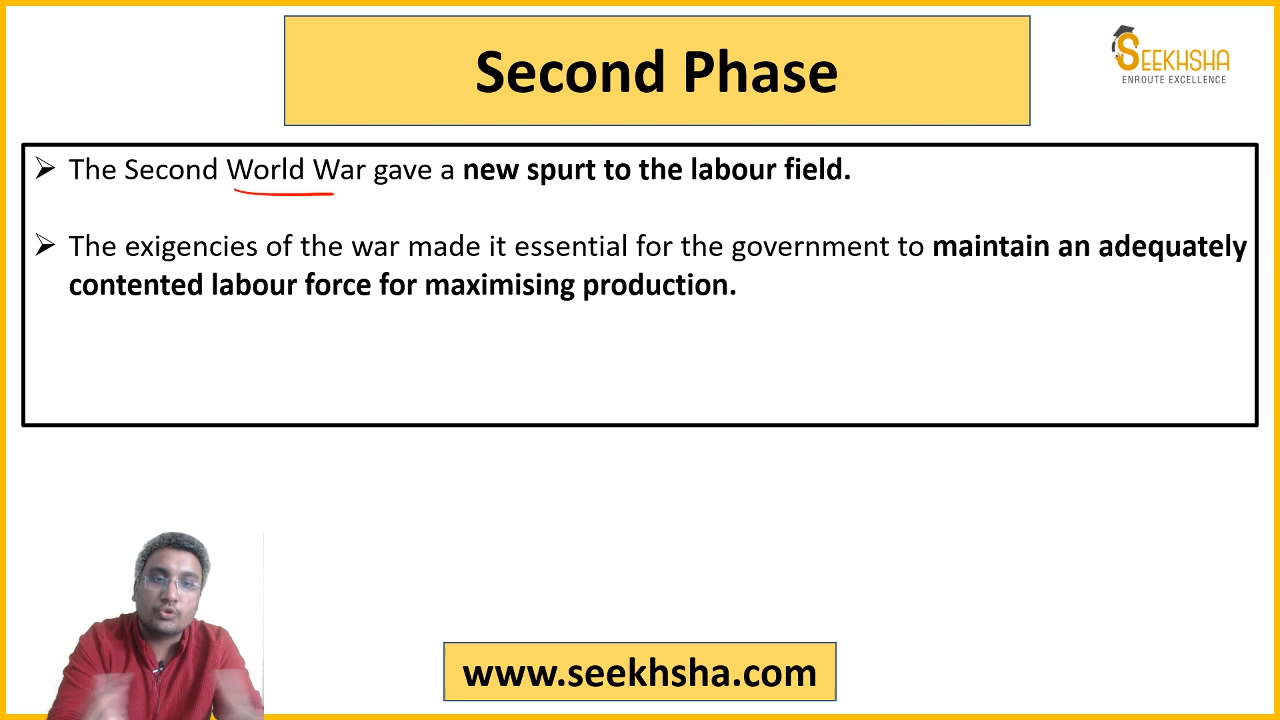 Second Phase
SEEKHSHA
ENROUTE EXCELLENCE
➢ The Second World War gave a new spurt to the labour field.
➢ The exigencies of the war made it essential for the government to maintain an adequately
contented labour force for maximising production.
www.seekhsha.com